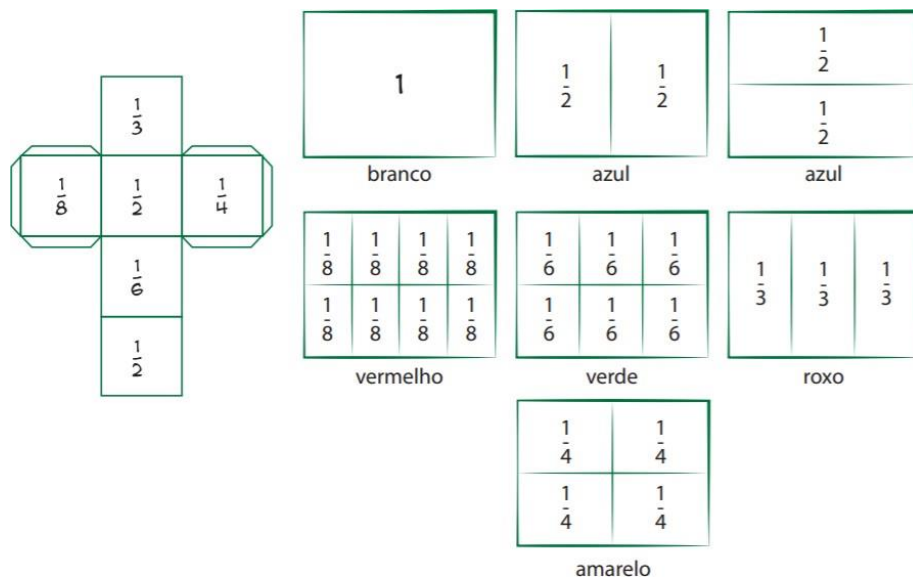 1/3
1/8 1/2 1/4
1/6
1/2
1
branco
1/2 1/2
azul
1/2
1/2
azul
1/8 1/8 1/8 1/8
1/8 1/8 1/8 1/8
vermelho
1/6 1/6 1/6
1/6 1/6 1/6
verde
1/3 1/3 1/3
roxo
1/4 1/4
1/4 1/4
amarelo